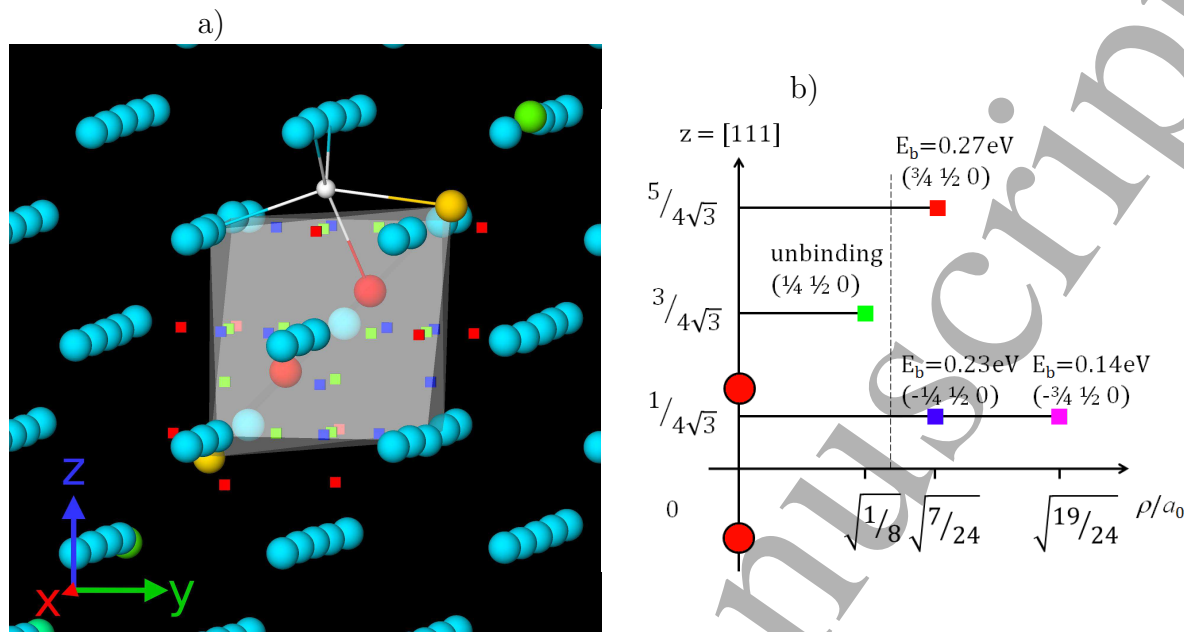 a)
z
x
y
b)
z = [111]
E_b=0.27eV
(¾ ½ 0)
5/4√3
unbinding
(¼ ½ 0)
3/4√3
E_b=0.23eV E_b=0.14eV
(-¼ ½ 0) (-¾ ½ 0)
1/4√3
0
√1/8 √7/24 √19/24 ρ/a₀
nuscrip